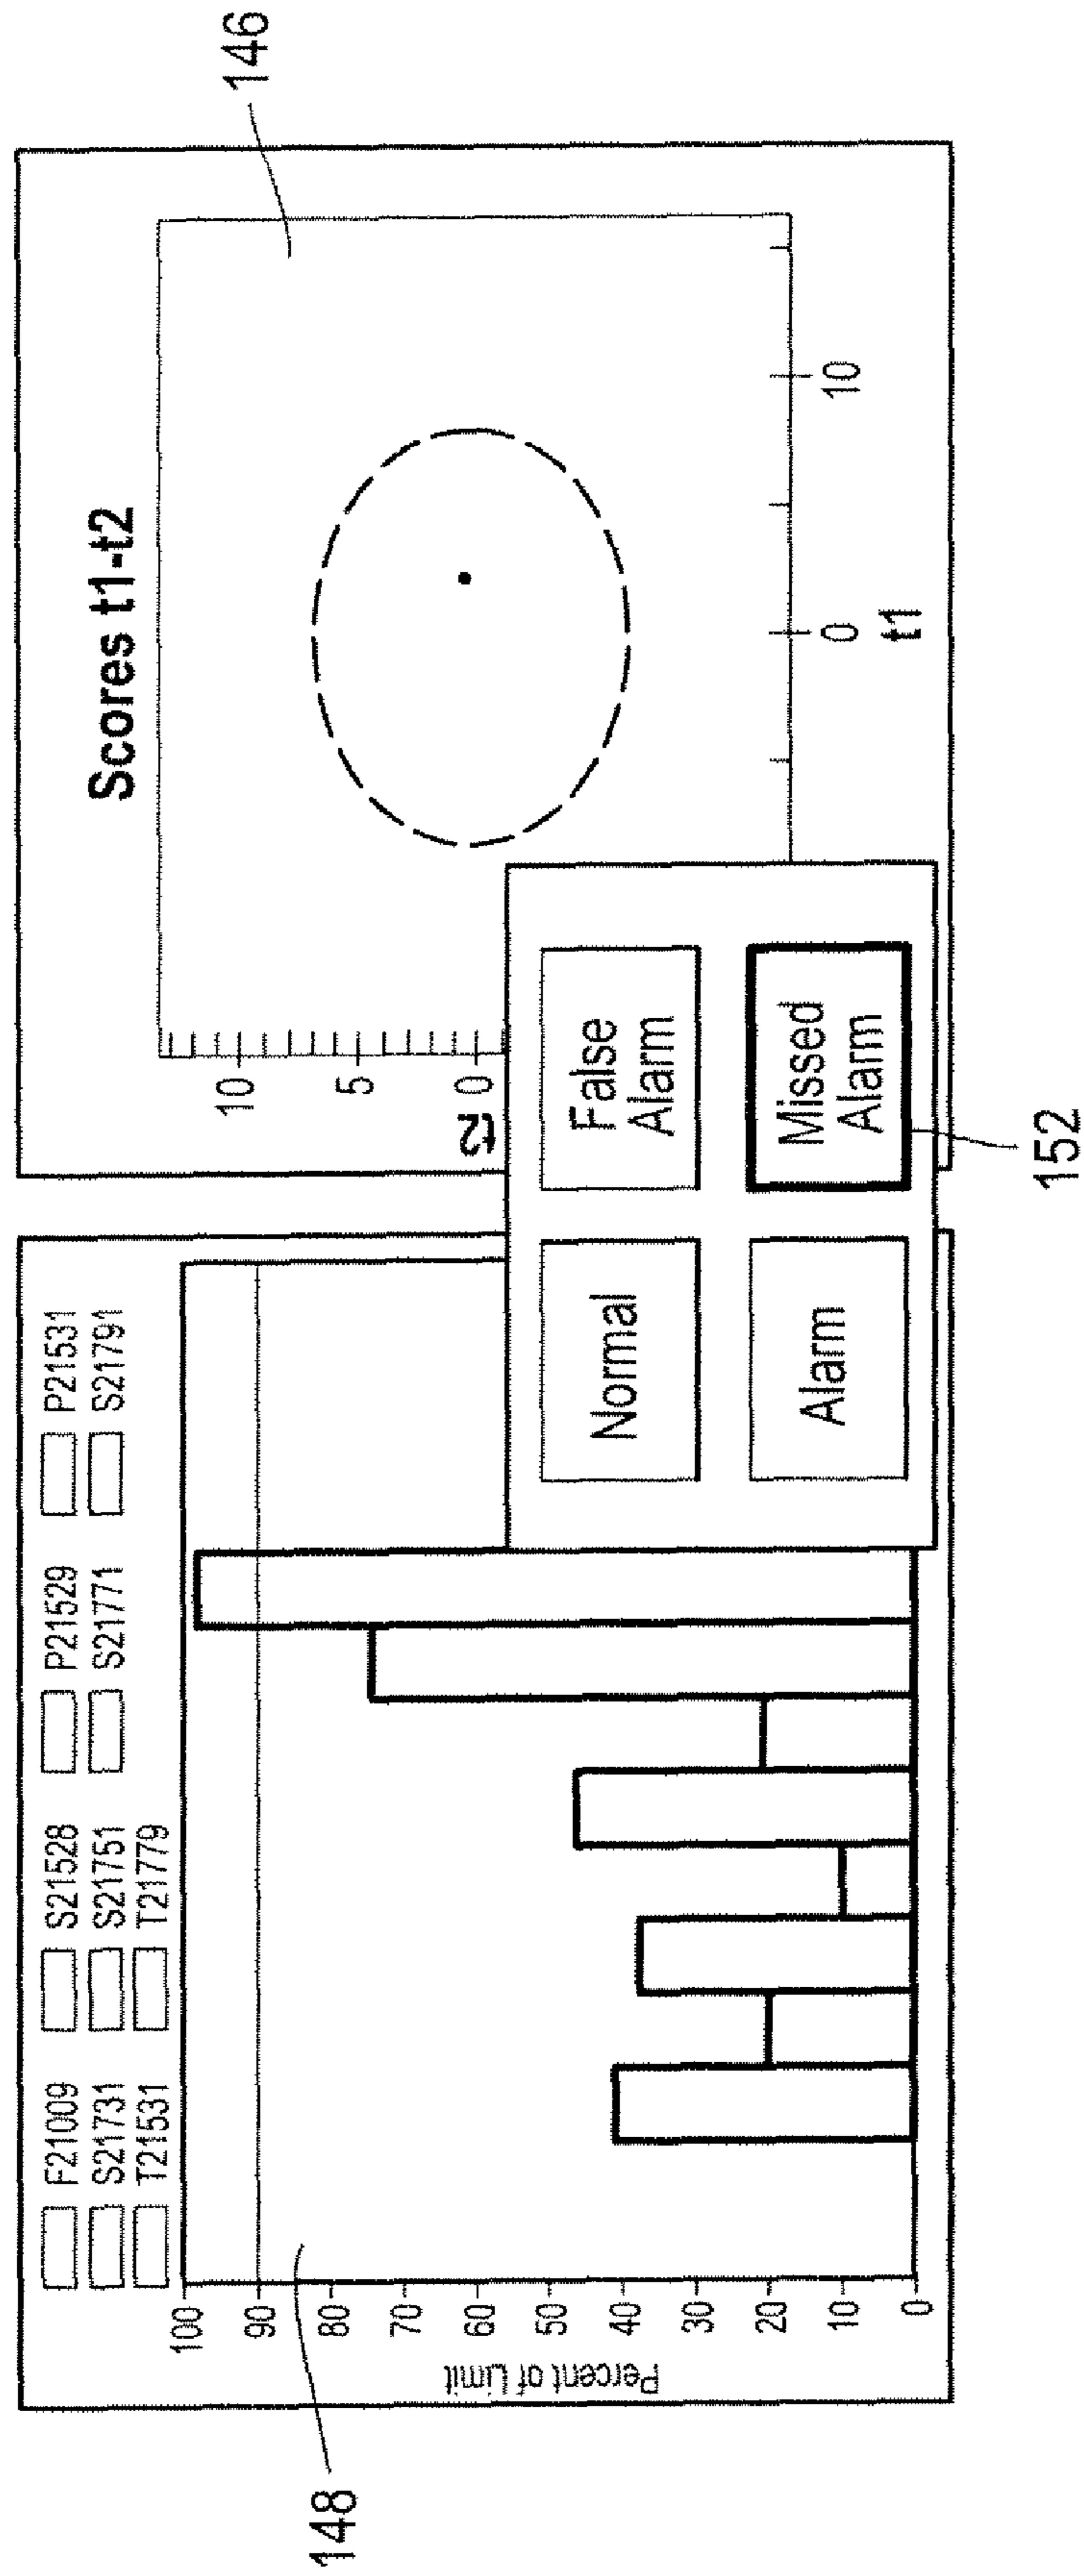 F21009 S21528 P21529 P21531
S21731 S21751 S21771 S21791
T21531 T21779
Percent of Limit
100
90
80
70
60
50
40
30
20
10
0
148
Scores t1-t2
t2
10
5
0
0
10
t1
146
Normal
False
Alarm
Alarm
Missed
Alarm
152